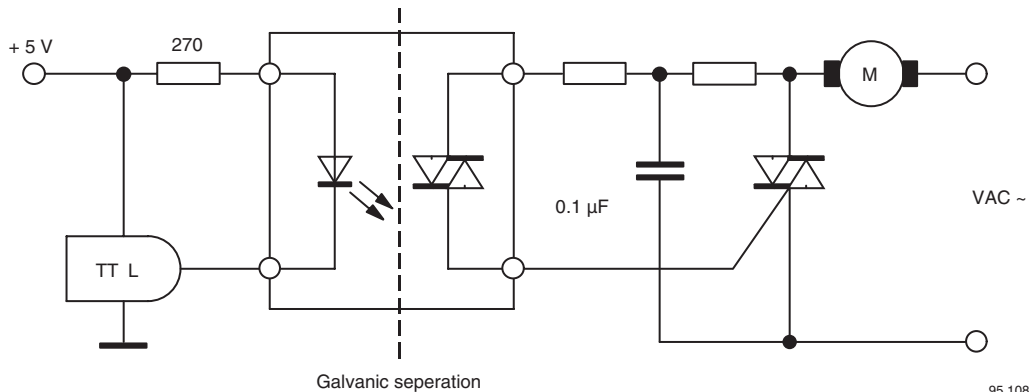 + 5 V
270
M
0.1 µF
VAC ~
TT L
Galvanic seperation
95 108